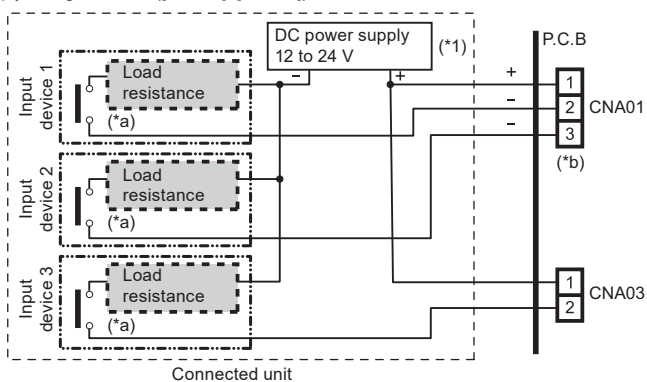 DC power supply
12 to 24 V
(*1)
P.C.B
– +
+
–
–
Input
device 1
Load
resistance
(*a)
1
2
3
CNA01
(*b)
Input
device 2
Load
resistance
(*a)
Input
device 3
Load
resistance
(*a)
1
2
CNA03
Connected unit